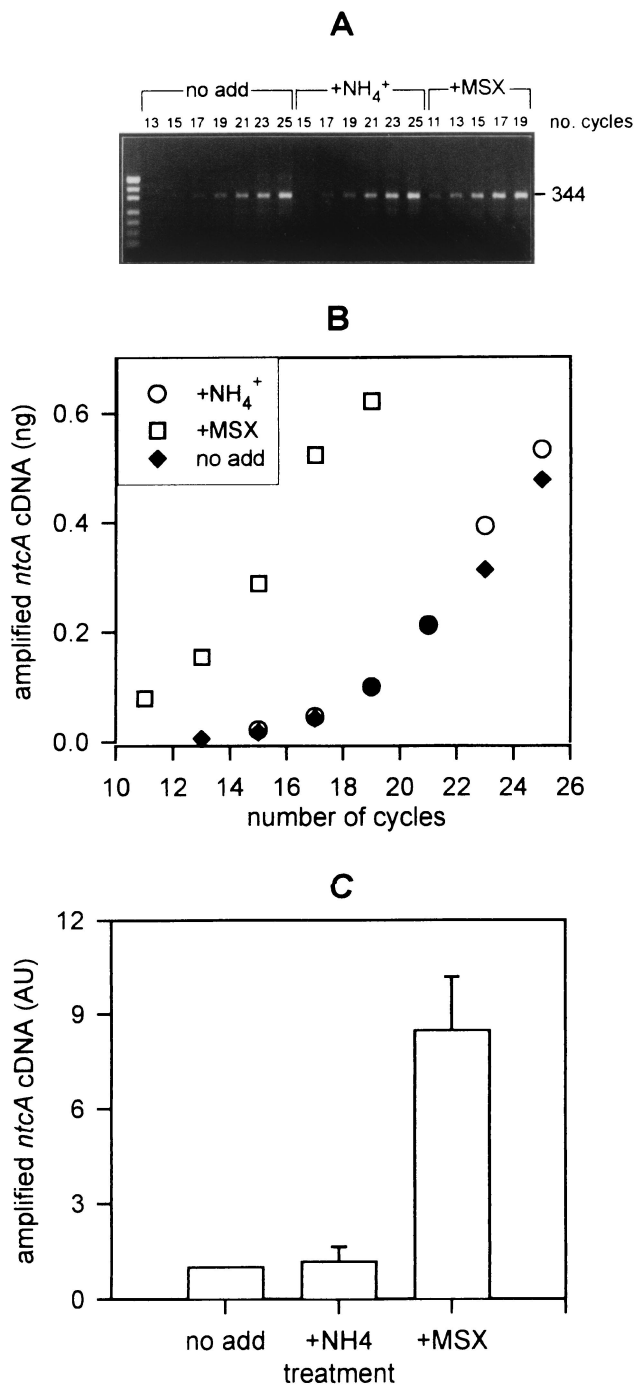 A
no add +NH4+ +MSX
13 15 17 19 21 23 25 15 17 19 21 23 25 11 13 15 17 19 no. cycles
344
B
+NH4+
+MSX
no add
amplified ntcA cDNA (ng)
0.6
0.4
0.2
0.0
10 12 14 16 18 20 22 24 26
number of cycles
C
amplified ntcA cDNA (AU)
12
9
6
3
0
no add +NH4 +MSX
treatment